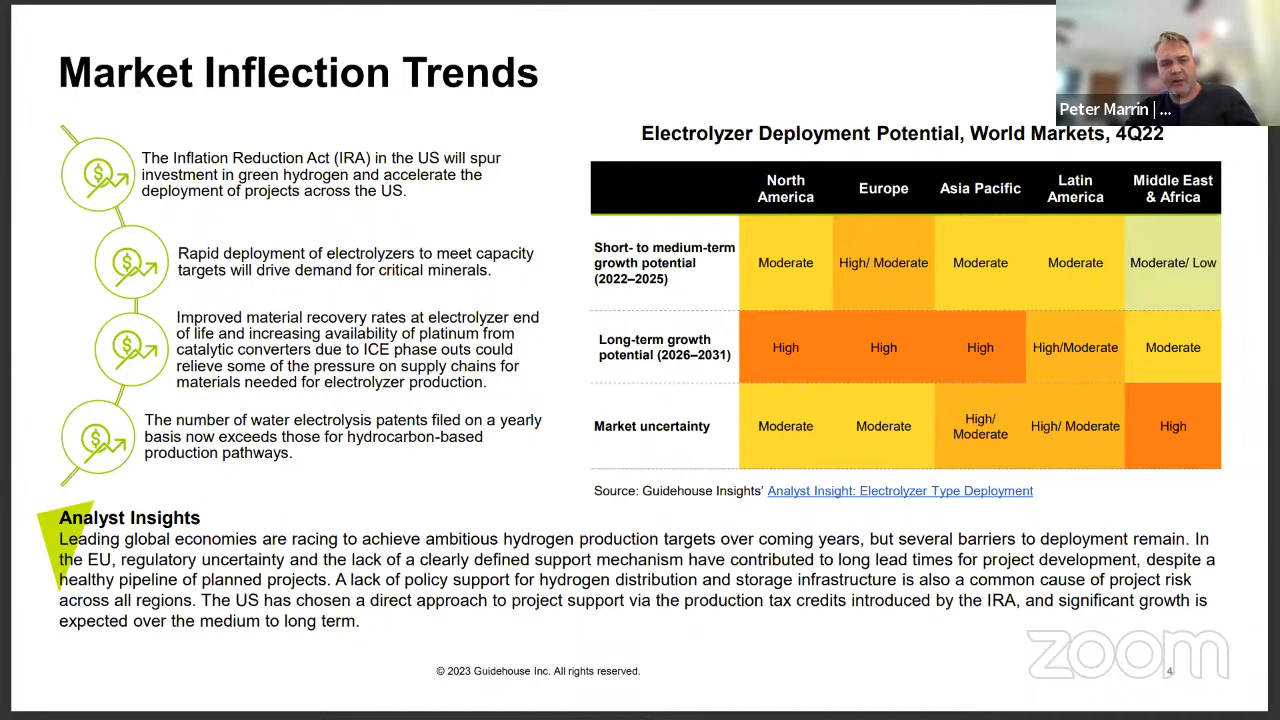 Market Inflection Trends
Peter Marrin | ...
The Inflation Reduction Act (IRA) in the US will spur
investment in green hydrogen and accelerate the
deployment of projects across the US.
Rapid deployment of electrolyzers to meet capacity
targets will drive demand for critical minerals.
Improved material recovery rates at electrolyzer end
of life and increasing availability of platinum from
catalytic converters due to ICE phase outs could
relieve some of the pressure on supply chains for
materials needed for electrolyzer production.
The number of water electrolysis patents filed on a yearly
basis now exceeds those for hydrocarbon-based
production pathways.
Electrolyzer Deployment Potential, World Markets, 4Q22
North America Europe Asia Pacific Latin America Middle East & Africa
Short- to medium-term
growth potential
(2022–2025)
Moderate High/ Moderate Moderate Moderate Moderate/ Low
Long-term growth
potential (2026–2031)
High High High High/Moderate Moderate
Market uncertainty Moderate Moderate High/ Moderate High/ Moderate High
Source: Guidehouse Insights' Analyst Insight: Electrolyzer Type Deployment
Analyst Insights
Leading global economies are racing to achieve ambitious hydrogen production targets over coming years, but several barriers to deployment remain. In
the EU, regulatory uncertainty and the lack of a clearly defined support mechanism have contributed to long lead times for project development, despite a
healthy pipeline of planned projects. A lack of policy support for hydrogen distribution and storage infrastructure is also a common cause of project risk
across all regions. The US has chosen a direct approach to project support via the production tax credits introduced by the IRA, and significant growth is
expected over the medium to long term.
© 2023 Guidehouse Inc. All rights reserved.
4
zoom